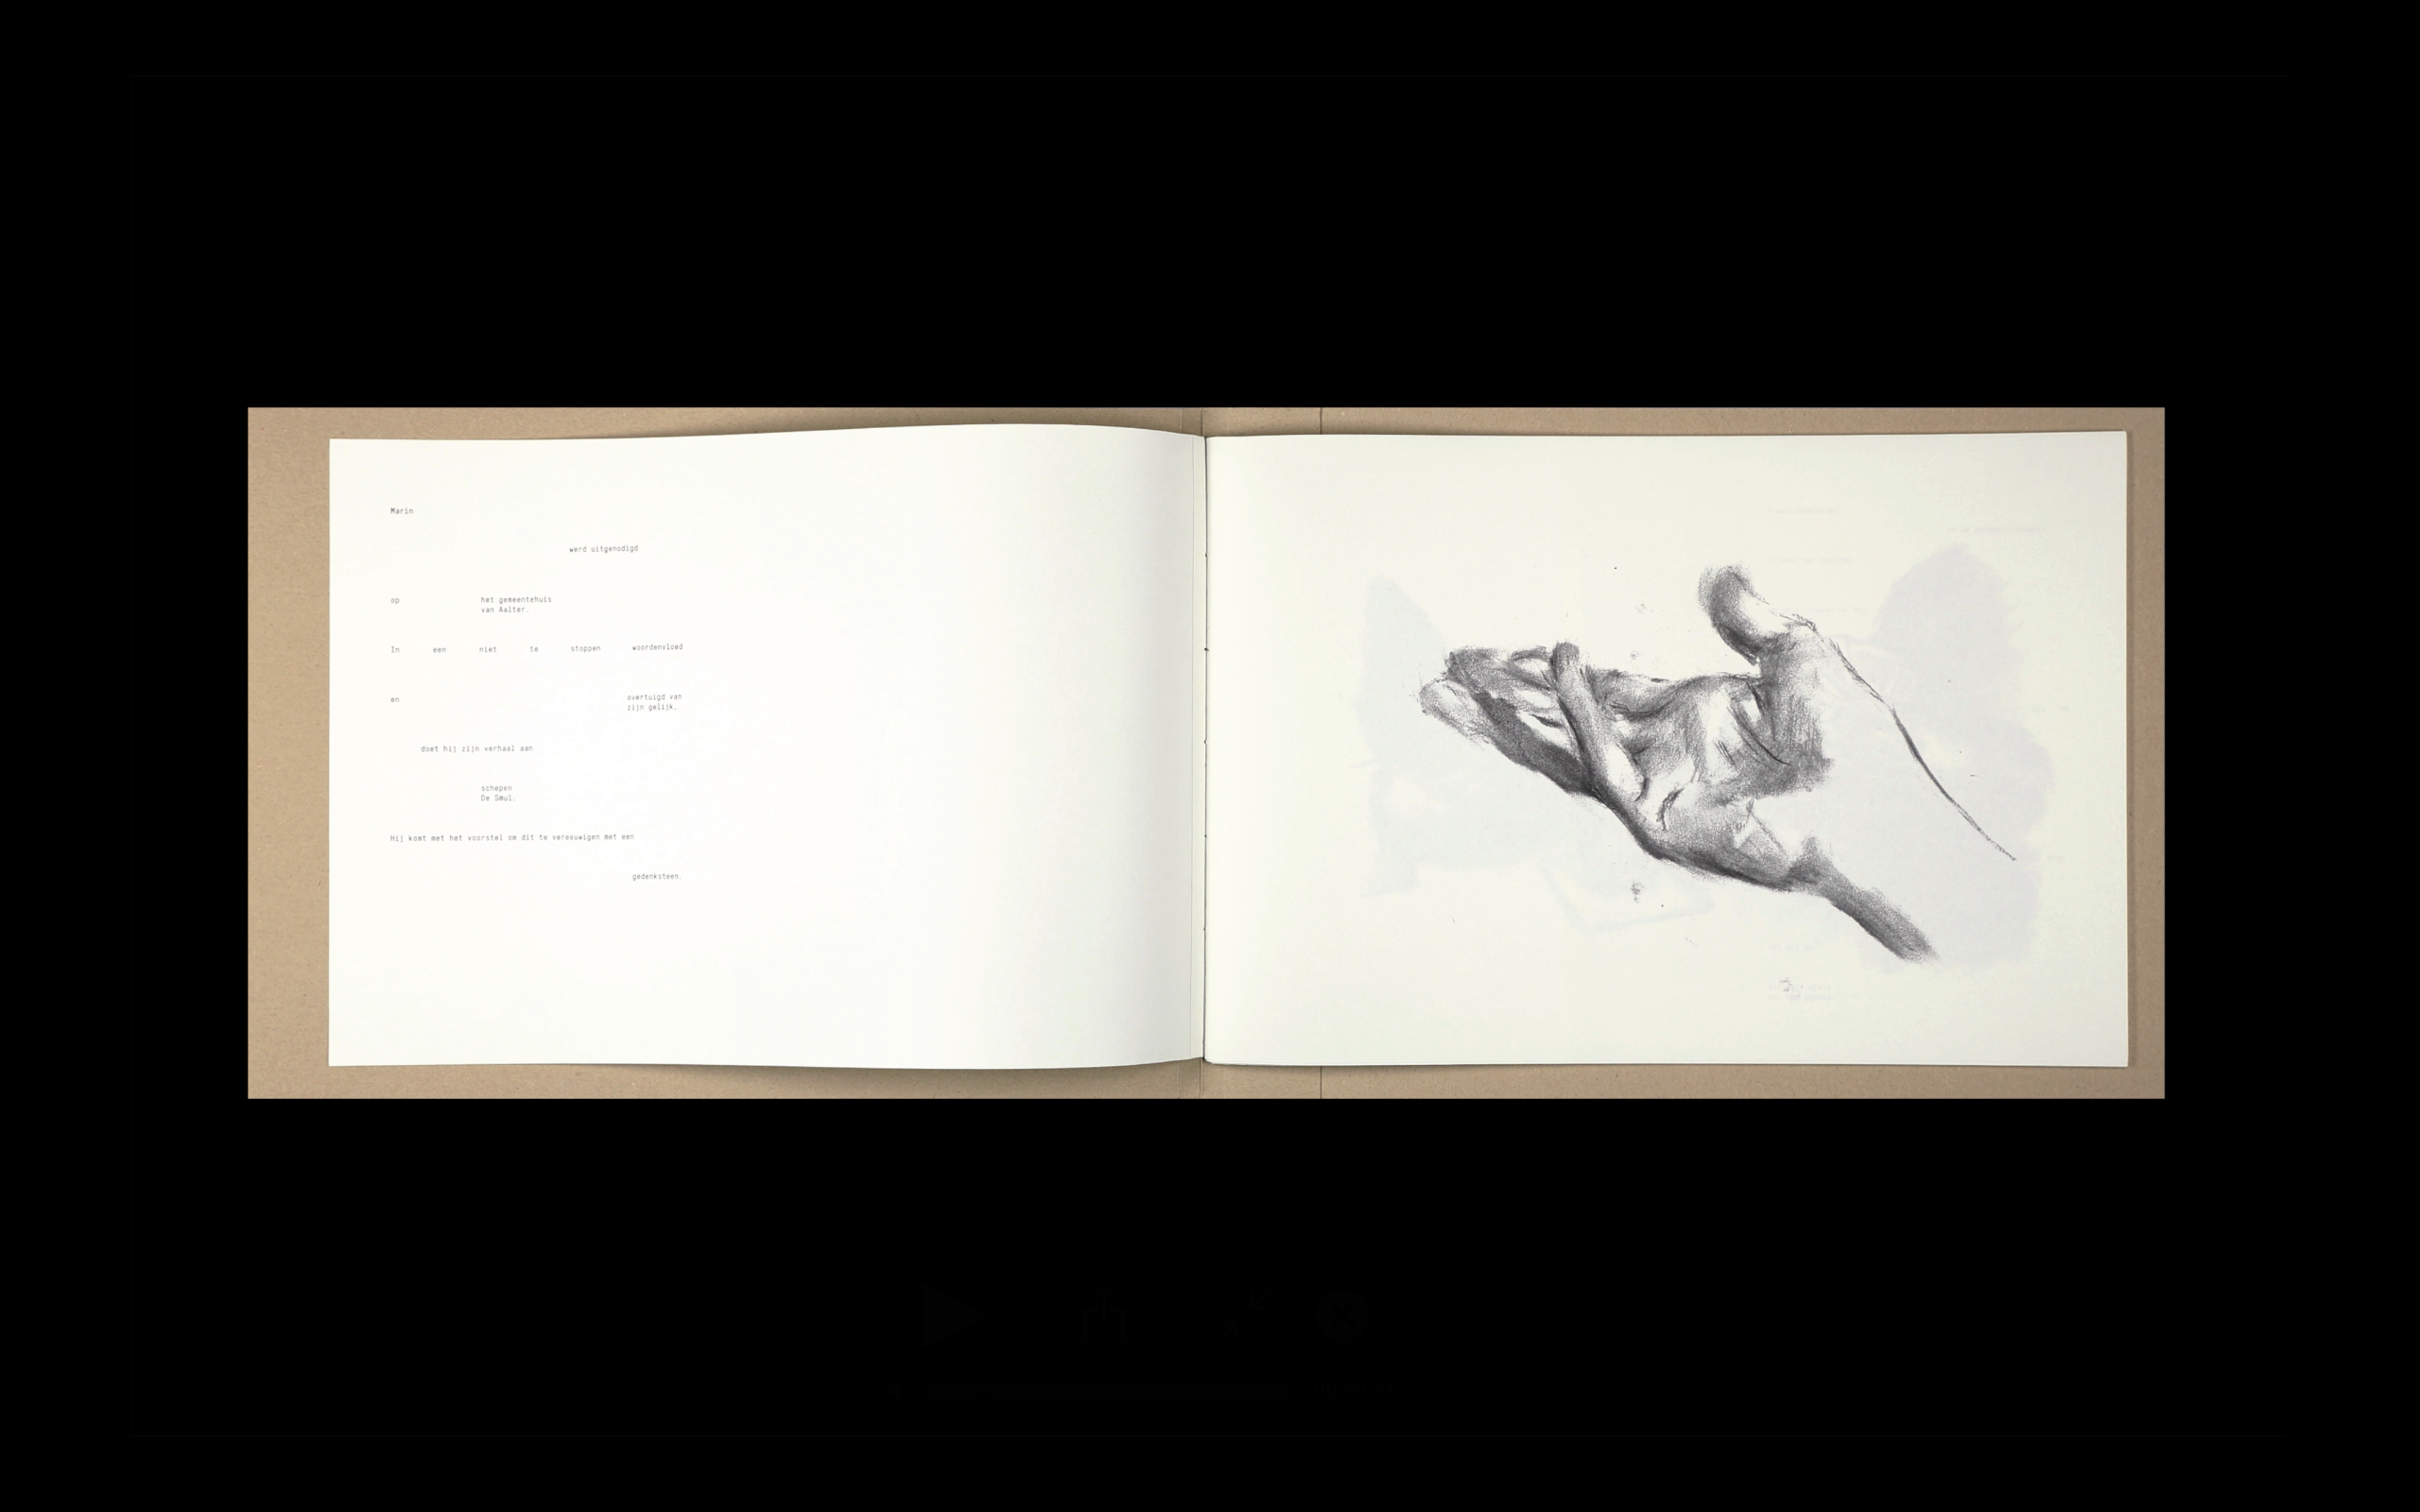 Marin
werd uitgenodigd
op het gemeentehuis
van Aalter.
In een niet te stoppen woordenvloed
en overtuigd van
zijn gelijk.
doet hij zijn verhaal aan
schepen
De Smul.
Hij komt met het voorstel om dit te vereeuwigen met een
gedenksteen.